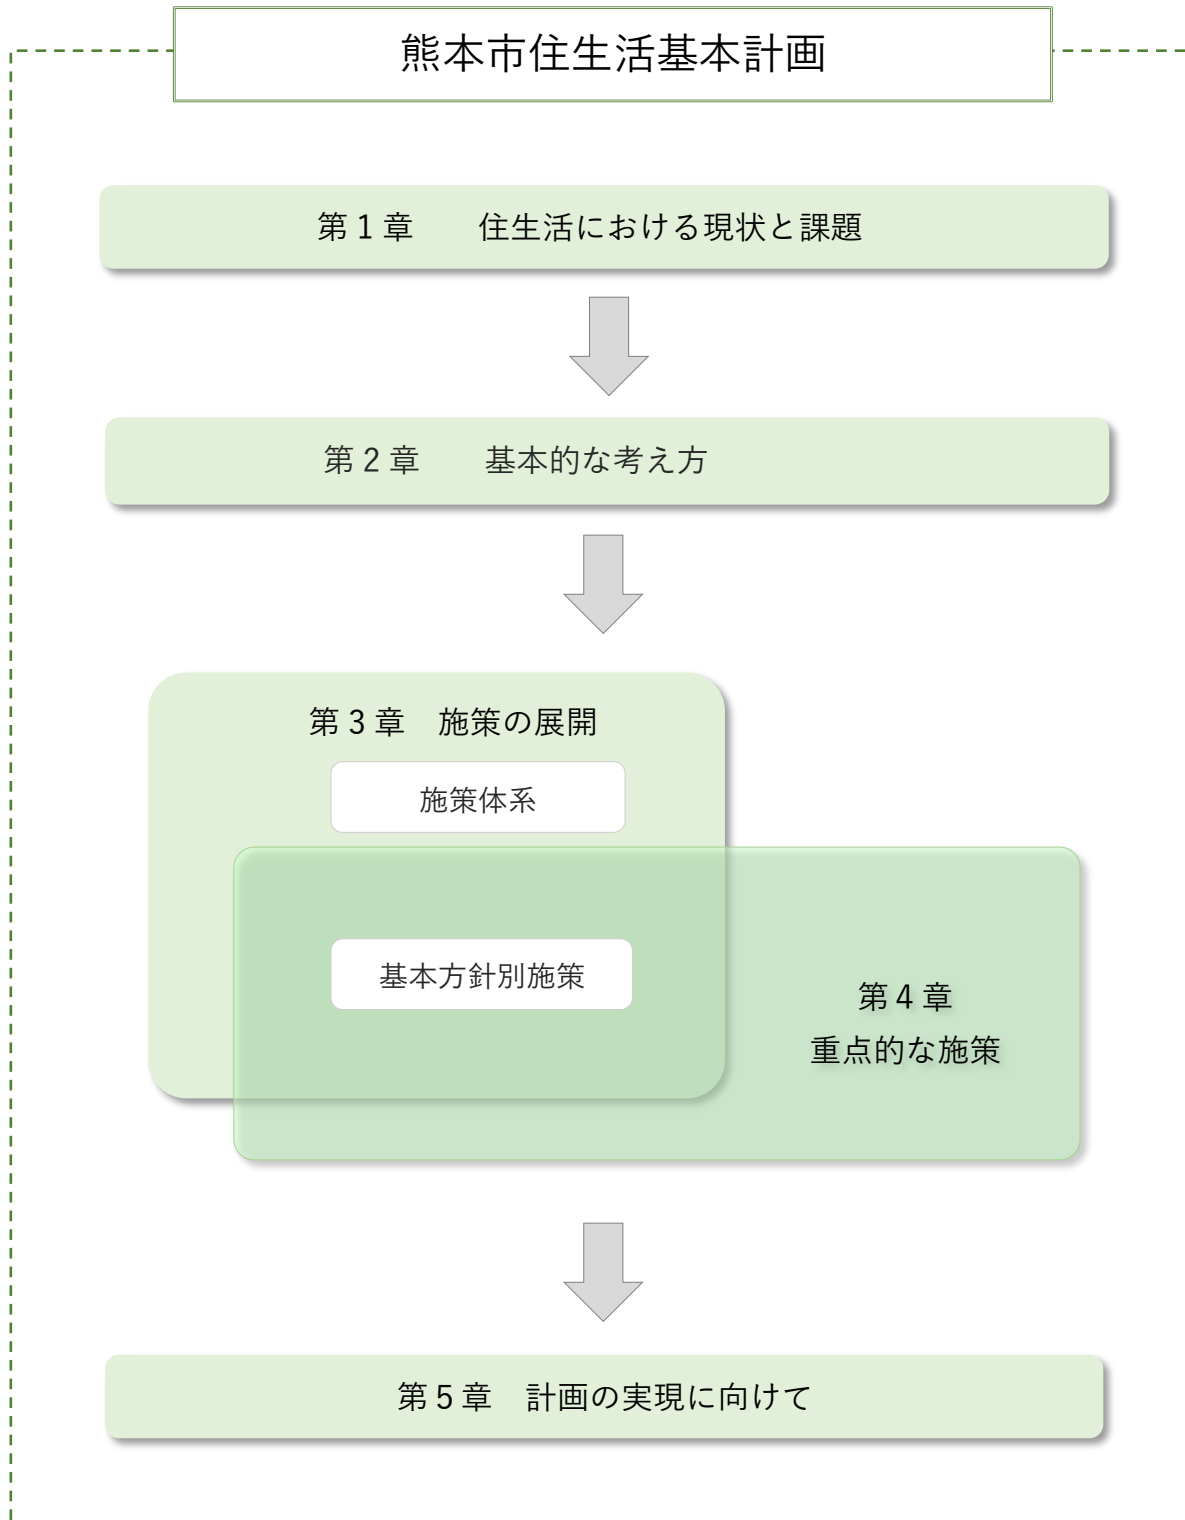 熊本市住生活基本計画
第1章　　住生活における現状と課題
第2章　　基本的な考え方
第3章　施策の展開
施策体系
基本方針別施策
第4章
重点的な施策
第5章　計画の実現に向けて